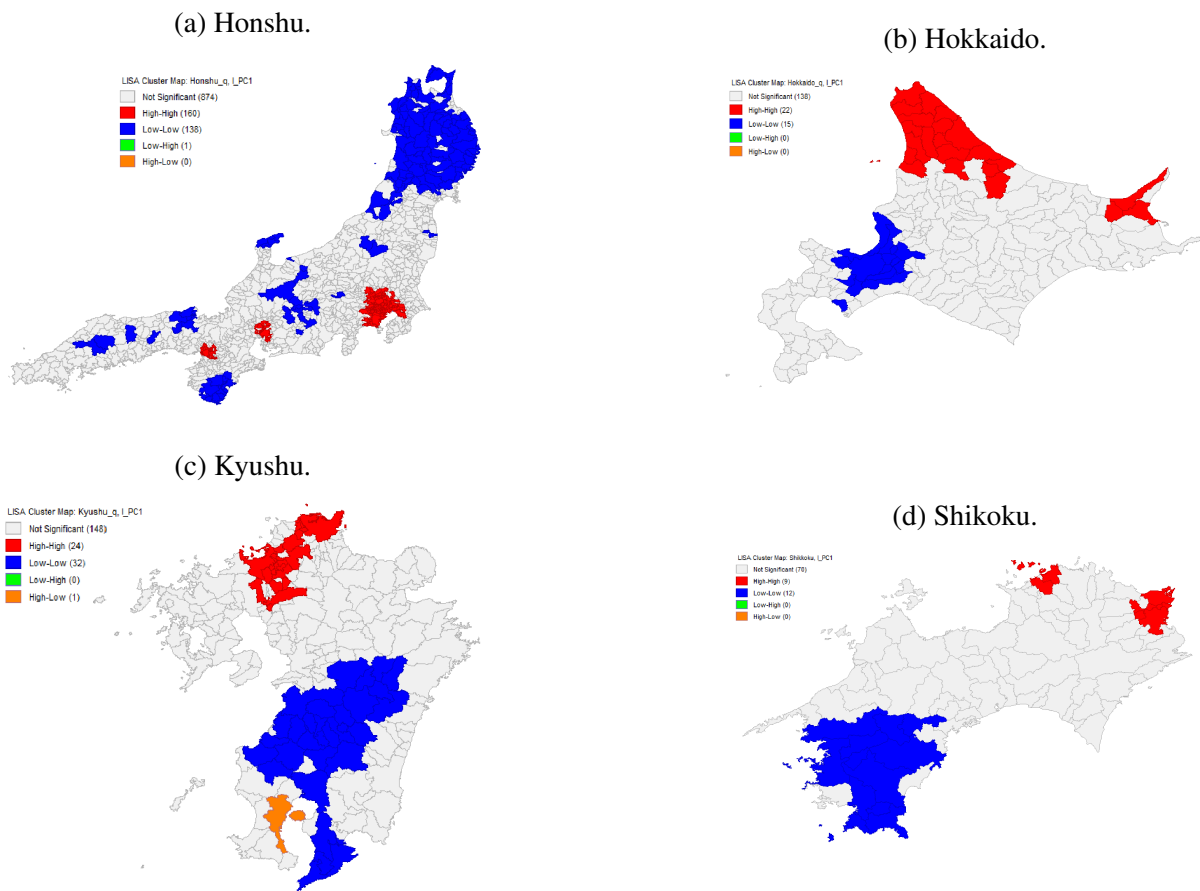 (a) Honshu.
LISA Cluster Map: Honshu_q, I_PC1
Not Significant (874)
High-High (160)
Low-Low (138)
Low-High (1)
High-Low (0)
(b) Hokkaido.
LISA Cluster Map: Hokkaido_q, I_PC1
Not Significant (138)
High-High (22)
Low-Low (15)
Low-High (0)
High-Low (0)
(c) Kyushu.
LISA Cluster Map: Kyushu_q, I_PC1
Not Significant (148)
High-High (24)
Low-Low (32)
Low-High (0)
High-Low (1)
(d) Shikoku.
LISA Cluster Map: Shikkoku, I_PC1
Not Significant (76)
High-High (9)
Low-Low (12)
Low-High (0)
High-Low (0)